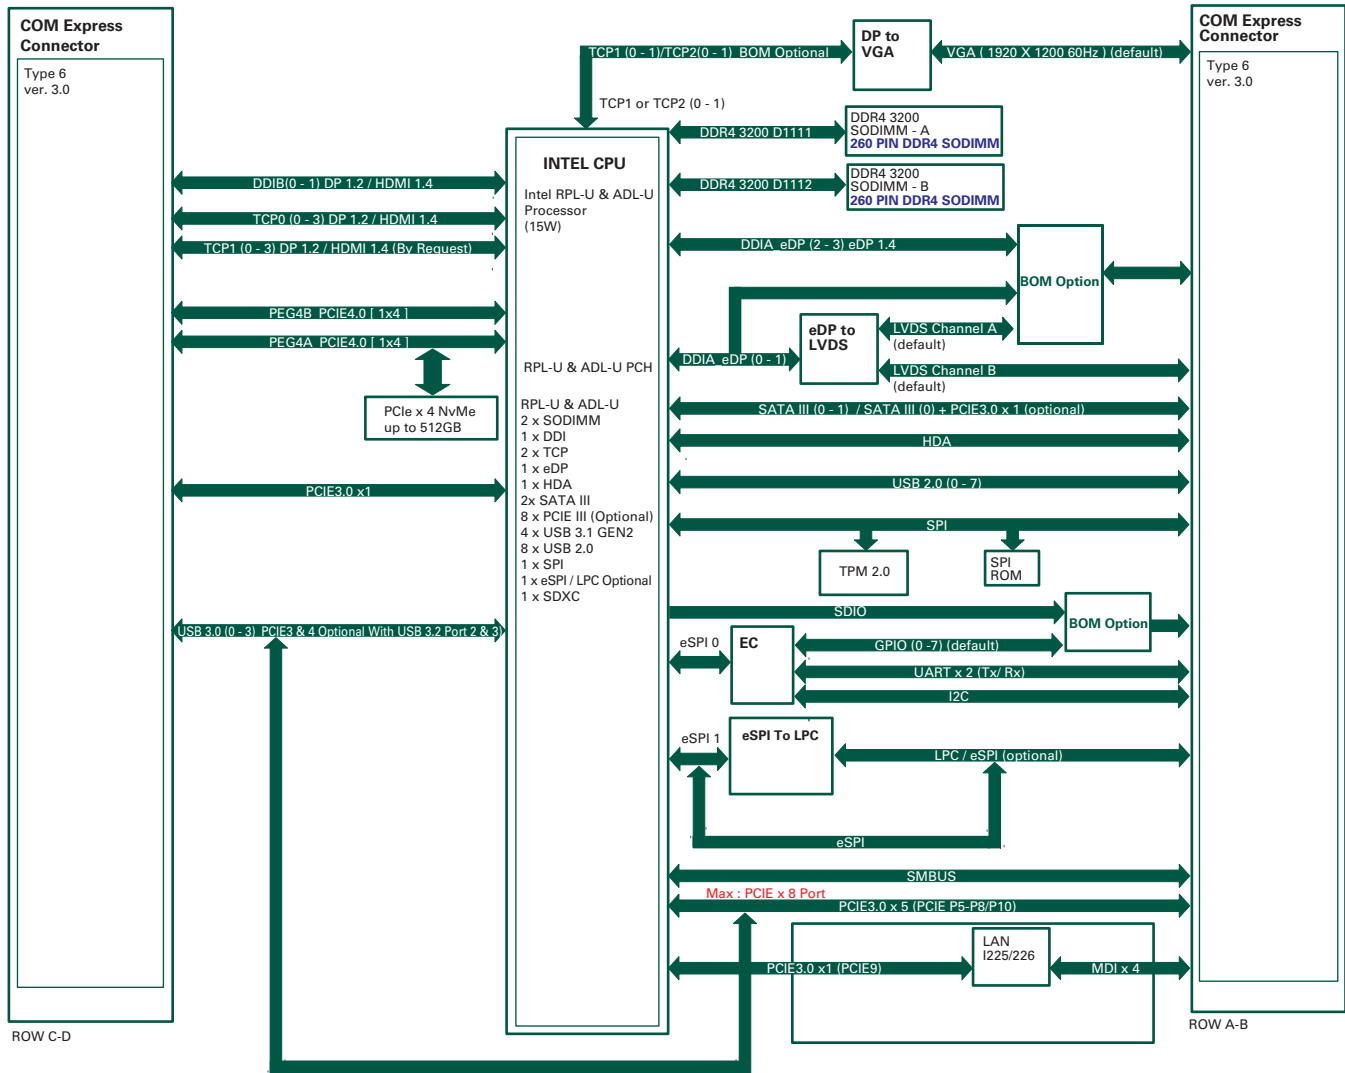 COM Express
Connector
Type 6
ver. 3.0
ROW C-D
DDIB(0 - 1) DP 1.2 / HDMI 1.4
TCP0 (0 - 3) DP 1.2 / HDMI 1.4
TCP1 (0 - 3) DP 1.2 / HDMI 1.4 (By Request)
PEG4B PCIE4.0 [ 1x4 ]
PEG4A PCIE4.0 [ 1x4 ]
PCIe x 4 NvMe
up to 512GB
PCIE3.0 x1
USB 3.0 (0 - 3) PCIE3 & 4 Optional With USB 3.2 Port 2 & 3)
TCP1 (0 - 1)/TCP2(0 - 1) BOM Optional
TCP1 or TCP2 (0 - 1)
INTEL CPU
Intel RPL-U & ADL-U
Processor
(15W)
RPL-U & ADL-U PCH
RPL-U & ADL-U
2 x SODIMM
1 x DDI
2 x TCP
1 x eDP
1 x HDA
2x SATA III
8 x PCIE III (Optional)
4 x USB 3.1 GEN2
8 x USB 2.0
1 x SPI
1 x eSPI / LPC Optional
1 x SDXC
DP to
VGA
VGA ( 1920 X 1200 60Hz ) (default)
DDR4 3200 D1111
DDR4 3200
SODIMM - A
260 PIN DDR4 SODIMM
DDR4 3200 D1112
DDR4 3200
SODIMM - B
260 PIN DDR4 SODIMM
DDIA_eDP (2 - 3) eDP 1.4
BOM Option
eDP to
LVDS
LVDS Channel A
(default)
DDIA_eDP (0 - 1)
LVDS Channel B
(default)
SATA III (0 - 1) / SATA III (0) + PCIE3.0 x 1 (optional)
HDA
USB 2.0 (0 - 7)
SPI
TPM 2.0
SPI
ROM
SDIO
BOM Option
eSPI 0
EC
GPIO (0 -7) (default)
UART x 2 (Tx/ Rx)
I2C
eSPI 1
eSPI To LPC
LPC / eSPI (optional)
eSPI
SMBUS
Max : PCIE x 8 Port
PCIE3.0 x 5 (PCIE P5-P8/P10)
LAN
I225/226
PCIE3.0 x1 (PCIE9)
MDI x 4
COM Express
Connector
Type 6
ver. 3.0
ROW A-B